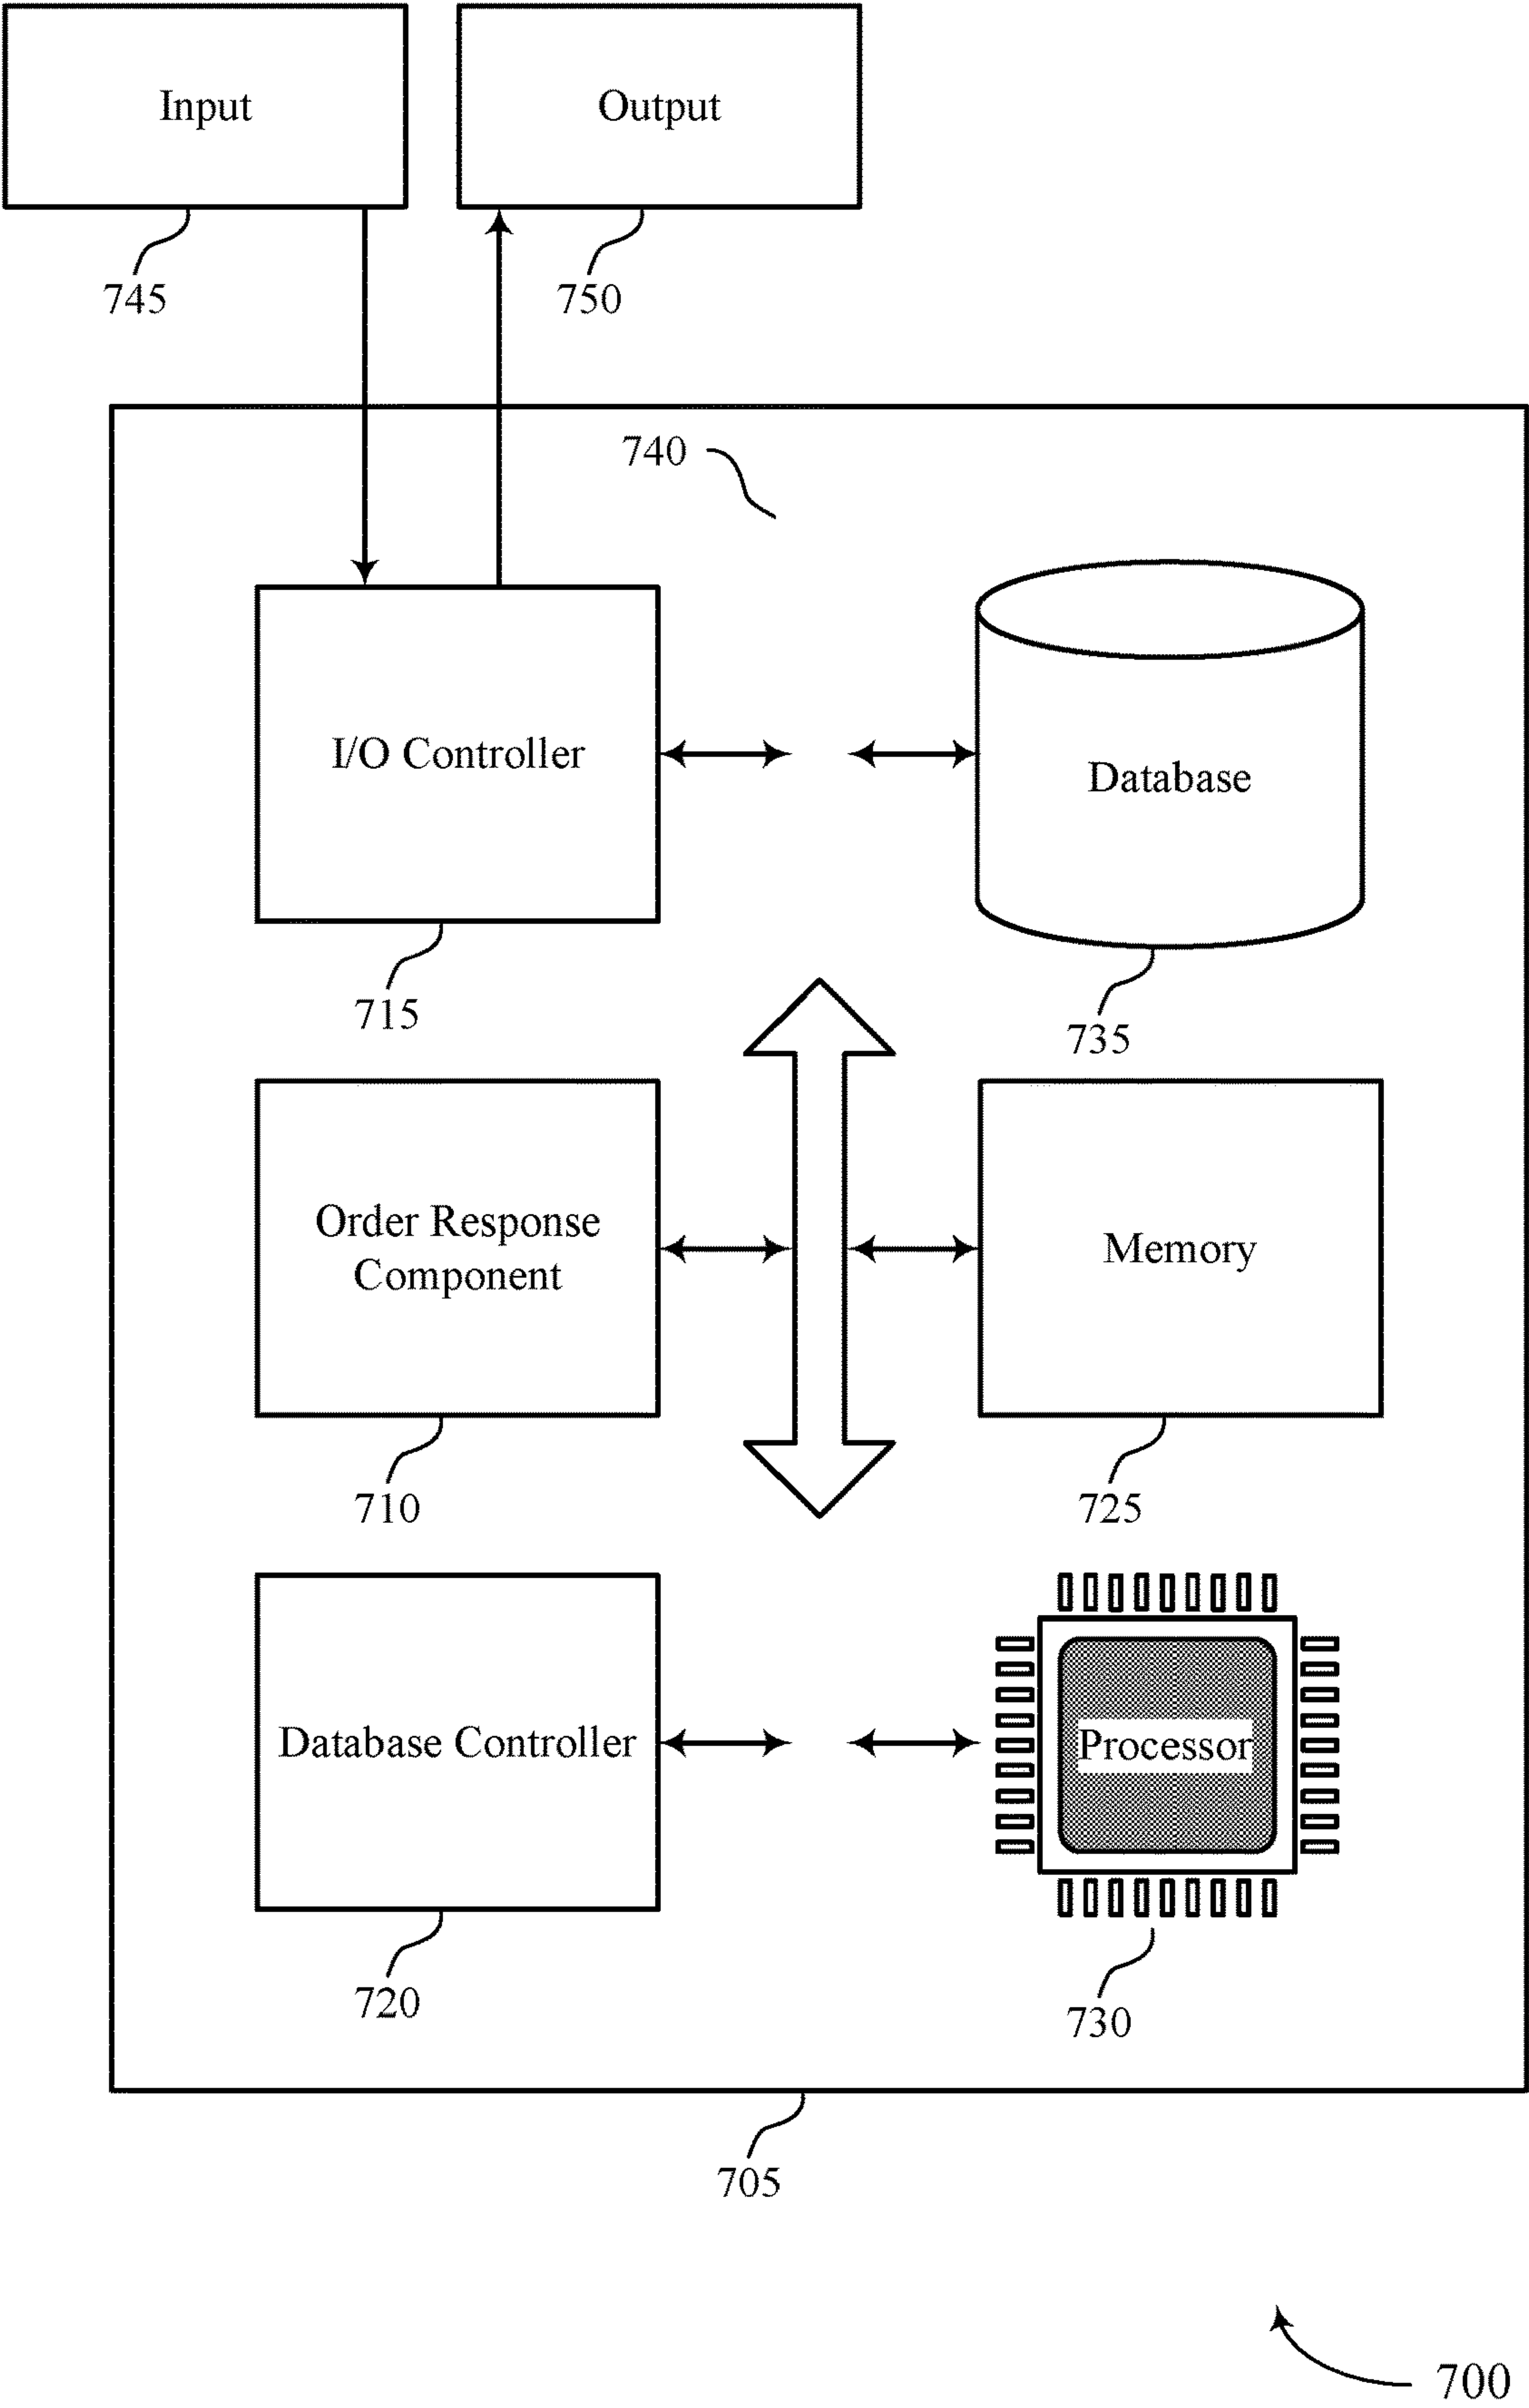 Input
Output
745
750
740
I/O Controller
Database
715
735
Order Response
Component
Memory
710
725
Database Controller
Processor
720
730
705
700